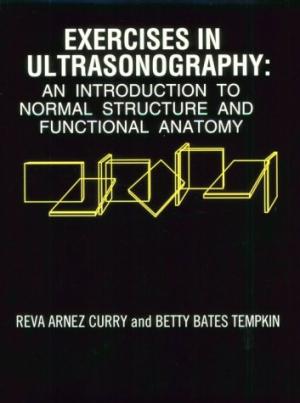 EXERCISES IN
ULTRASONOGRAPHY:
AN INTRODUCTION TO
NORMAL STRUCTURE AND
FUNCTIONAL ANATOMY
REVA ARNEZ CURRY and BETTY BATES TEMPKIN